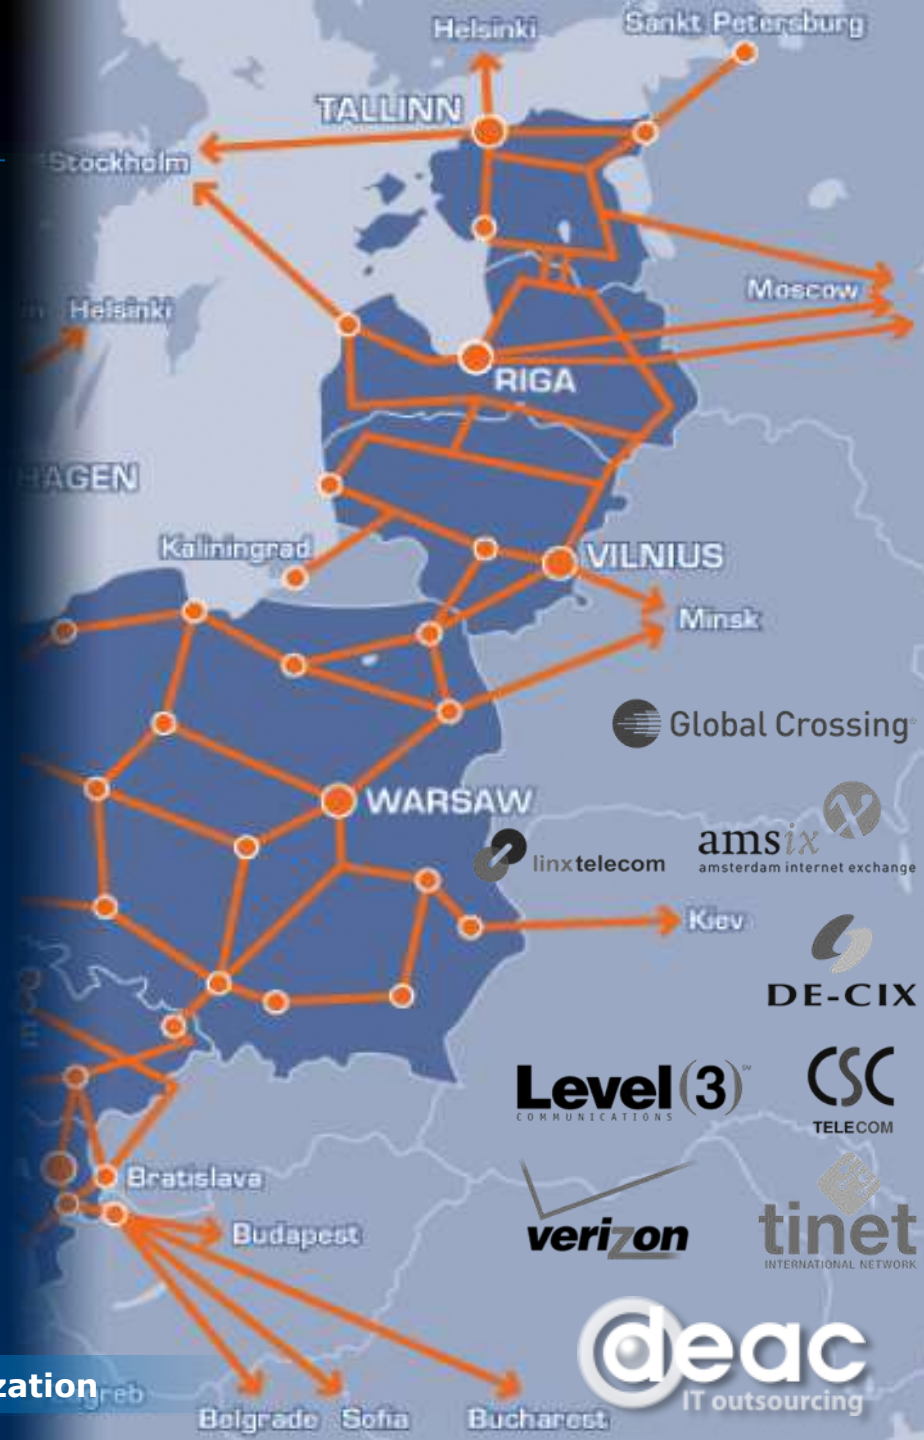 Helsinki
Sankt Petersburg
TALLINN
Stockholm
Moscow
Helsinki
RIGA
HAGEN
Kaliningrad
VILNIUS
Minsk
Global Crossing
WARSAW
linxtelecom
amsix
amsterdam internet exchange
Kiev
DE-CIX
Level(3)
COMMUNICATIONS
CSC
TELECOM
Bratislava
Budapest
verizon
tinet
INTERNATIONAL NETWORK
deac
IT outsourcing
zation
greb
Belgrade
Sofia
Bucharest